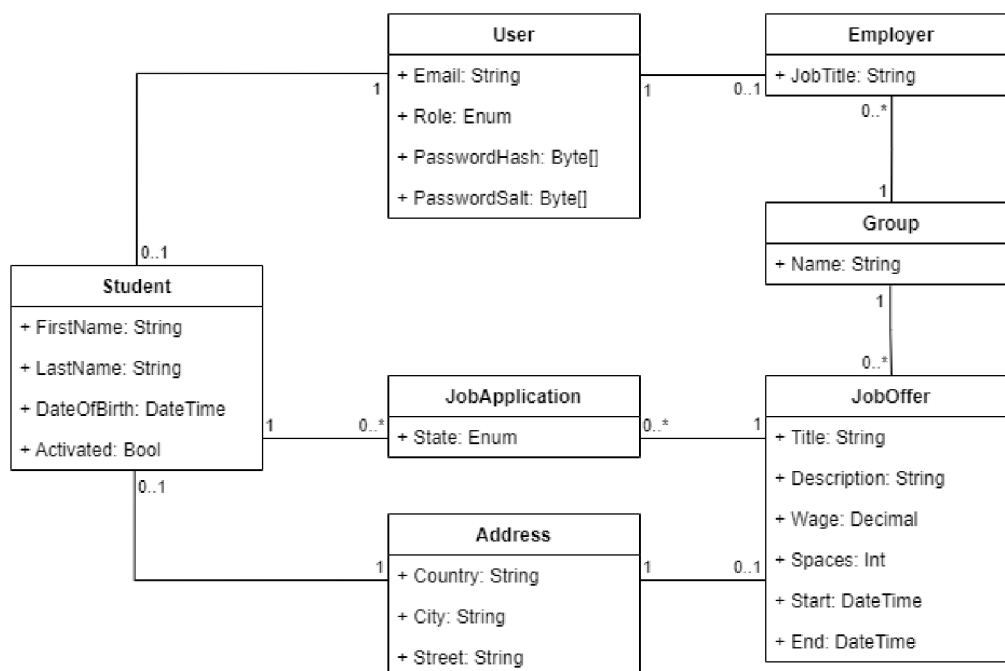 User
+ Email: String
+ Role: Enum
+ PasswordHash: Byte[]
+ PasswordSalt: Byte[]
Employer
+ JobTitle: String
1
1
0..1
0..*
1
Group
+ Name: String
0..1
Student
+ FirstName: String
+ LastName: String
+ DateOfBirth: DateTime
+ Activated: Bool
1
0..*
JobApplication
+ State: Enum
1
0..*
0..*
1
JobOffer
+ Title: String
+ Description: String
+ Wage: Decimal
+ Spaces: Int
+ Start: DateTime
+ End: DateTime
0..1
1
Address
+ Country: String
+ City: String
+ Street: String
1
0..1